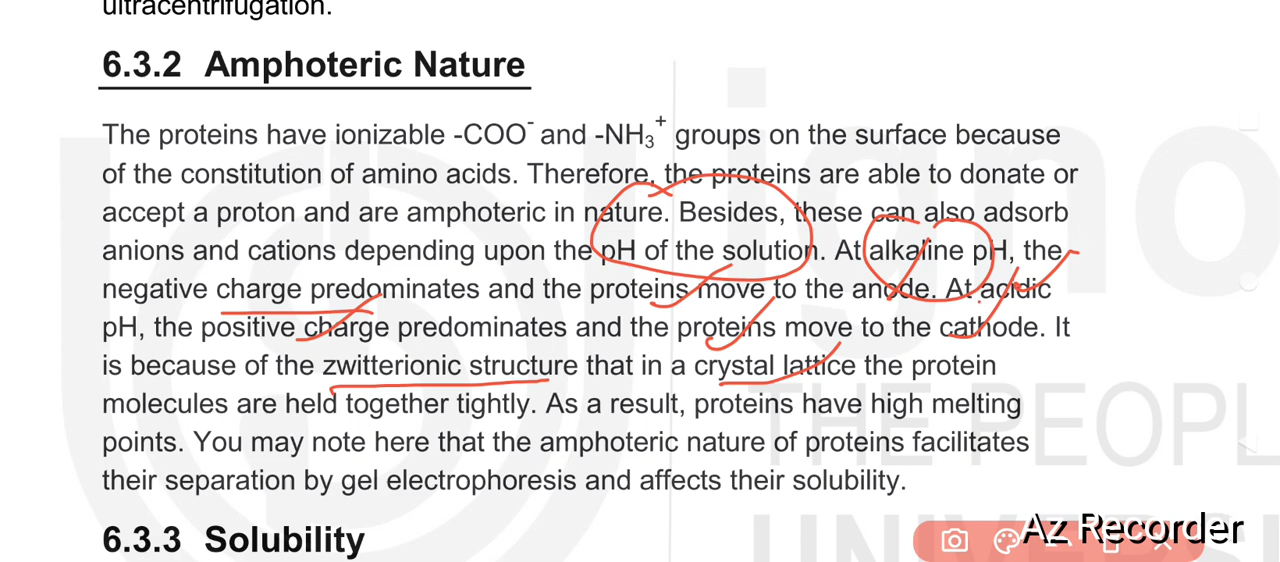 ultracentrifugation.
6.3.2 Amphoteric Nature
The proteins have ionizable -COO⁻ and -NH₃⁺ groups on the surface because
of the constitution of amino acids. Therefore, the proteins are able to donate or
accept a proton and are amphoteric in nature. Besides, these can also adsorb
anions and cations depending upon the pH of the solution. At alkaline pH, the
negative charge predominates and the proteins move to the anode. At acidic
pH, the positive charge predominates and the proteins move to the cathode. It
is because of the zwitterionic structure that in a crystal lattice the protein
molecules are held together tightly. As a result, proteins have high melting
points. You may note here that the amphoteric nature of proteins facilitates
their separation by gel electrophoresis and affects their solubility.
6.3.3 Solubility
igno
THE PEOPL
UNIVERSI
Az Recorder